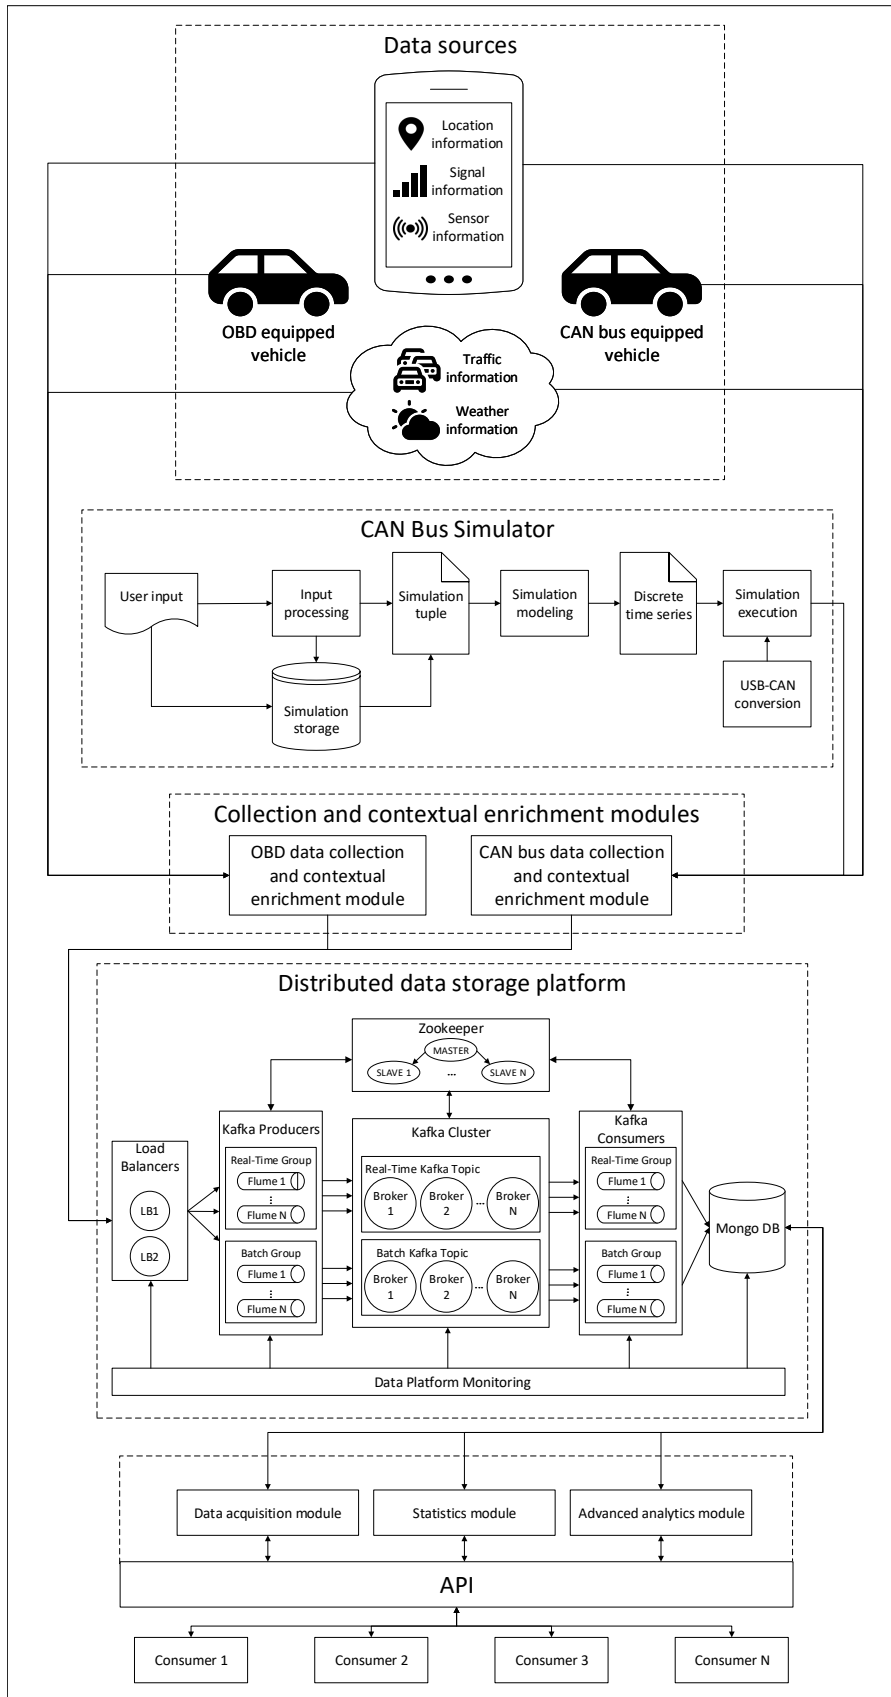 Data sources
Location
information
Signal
information
Sensor
information
OBD equipped
vehicle
CAN bus equipped
vehicle
Traffic
information
Weather
information
CAN Bus Simulator
User input
Input
processing
Simulation
tuple
Simulation
modeling
Discrete
time series
Simulation
execution
Simulation
storage
USB-CAN
conversion
Collection and contextual enrichment modules
OBD data collection
and contextual
enrichment module
CAN bus data collection
and contextual
enrichment module
Distributed data storage platform
Zookeeper
MASTER
SLAVE 1
...
SLAVE N
Load
Balancers
LB1
LB2
Kafka Producers
Real-Time Group
Flume 1
...
Flume N
Batch Group
Flume 1
...
Flume N
Kafka Cluster
Real-Time Kafka Topic
Broker
1
Broker
2
...
Broker
N
Batch Kafka Topic
Broker
1
Broker
2
...
Broker
N
Kafka
Consumers
Real-Time Group
Flume 1
...
Flume N
Batch Group
Flume 1
...
Flume N
Mongo DB
Data Platform Monitoring
Data acquisition module
Statistics module
Advanced analytics module
API
Consumer 1
Consumer 2
Consumer 3
Consumer N